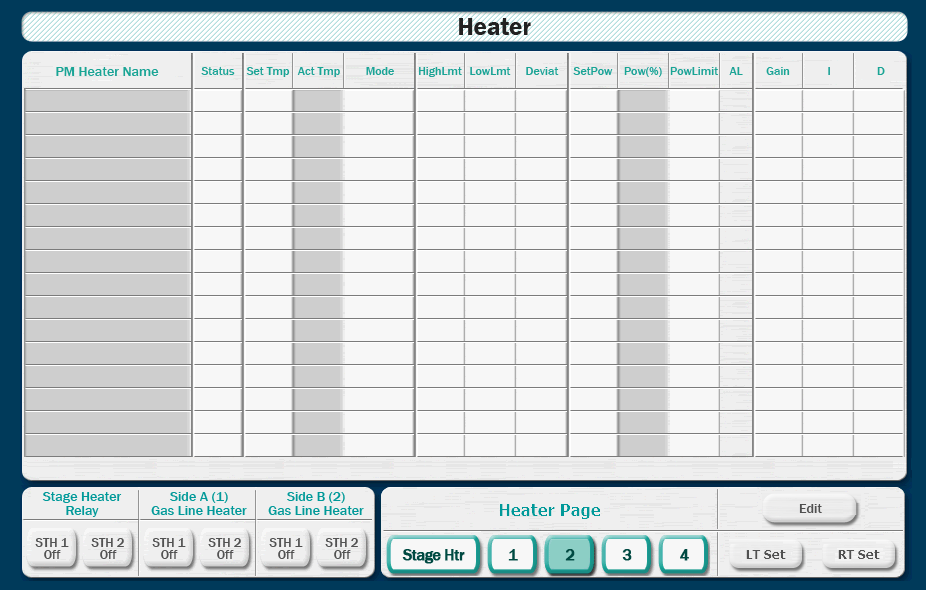 Heater
PM Heater Name Status Set Tmp Act Tmp Mode HighLmt LowLmt Deviat SetPow Pow(%) PowLimit AL Gain I D
Stage Heater
Relay
Side A (1)
Gas Line Heater
Side B (2)
Gas Line Heater
STH 1
Off
STH 2
Off
STH 1
Off
STH 2
Off
STH 1
Off
STH 2
Off
Heater Page
Edit
Stage Htr 1 2 3 4
LT Set RT Set